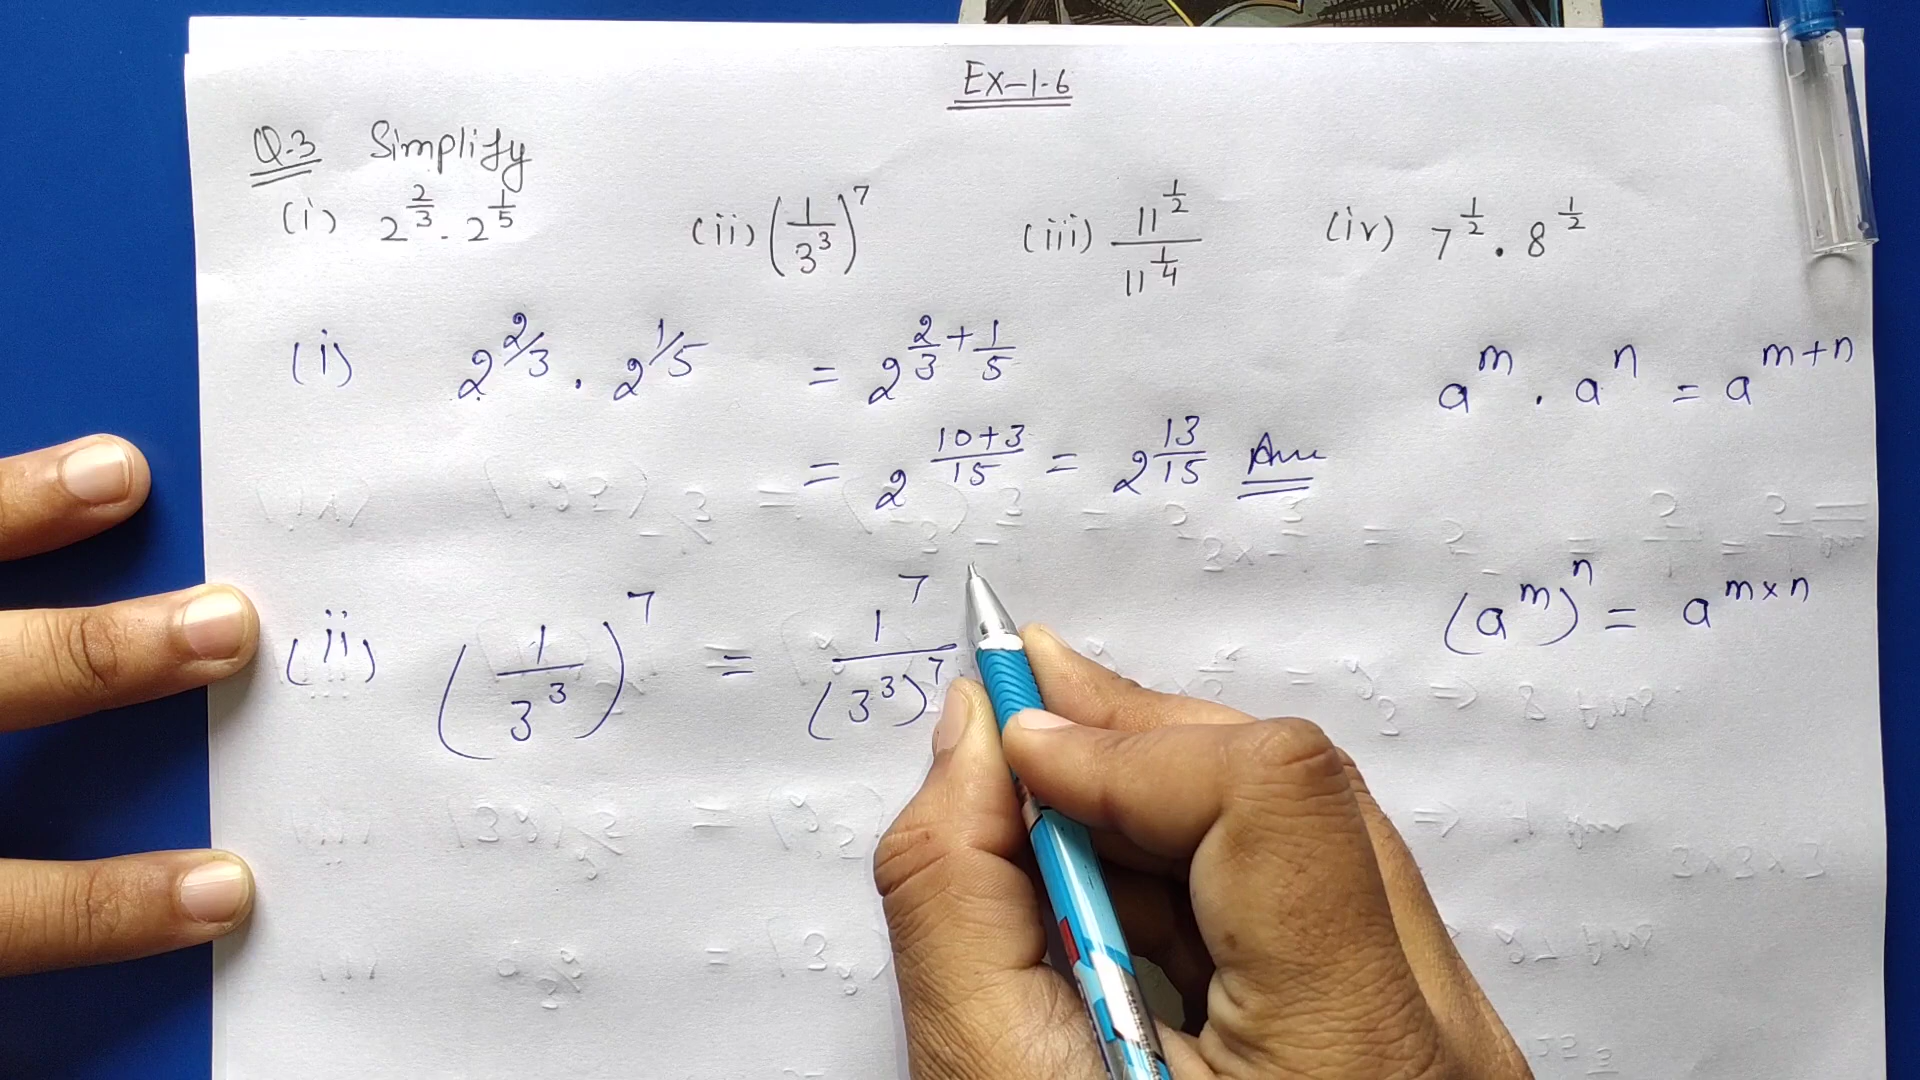 Ex-1.6
Q.3 Simplify
(i) 2^(2/3) . 2^(1/5) (ii) (1/3^3)^7 (iii) 11^(1/2) / 11^(1/4) (iv) 7^(1/2) . 8^(1/2)
(i) 2^(2/3) . 2^(1/5) = 2^(2/3 + 1/5) a^m . a^n = a^(m+n)
= 2^((10+3)/15) = 2^(13/15) Ans
(ii) (1/3^3)^7 = 1^7 / (3^3)^7 (a^m)^n = a^(m×n)